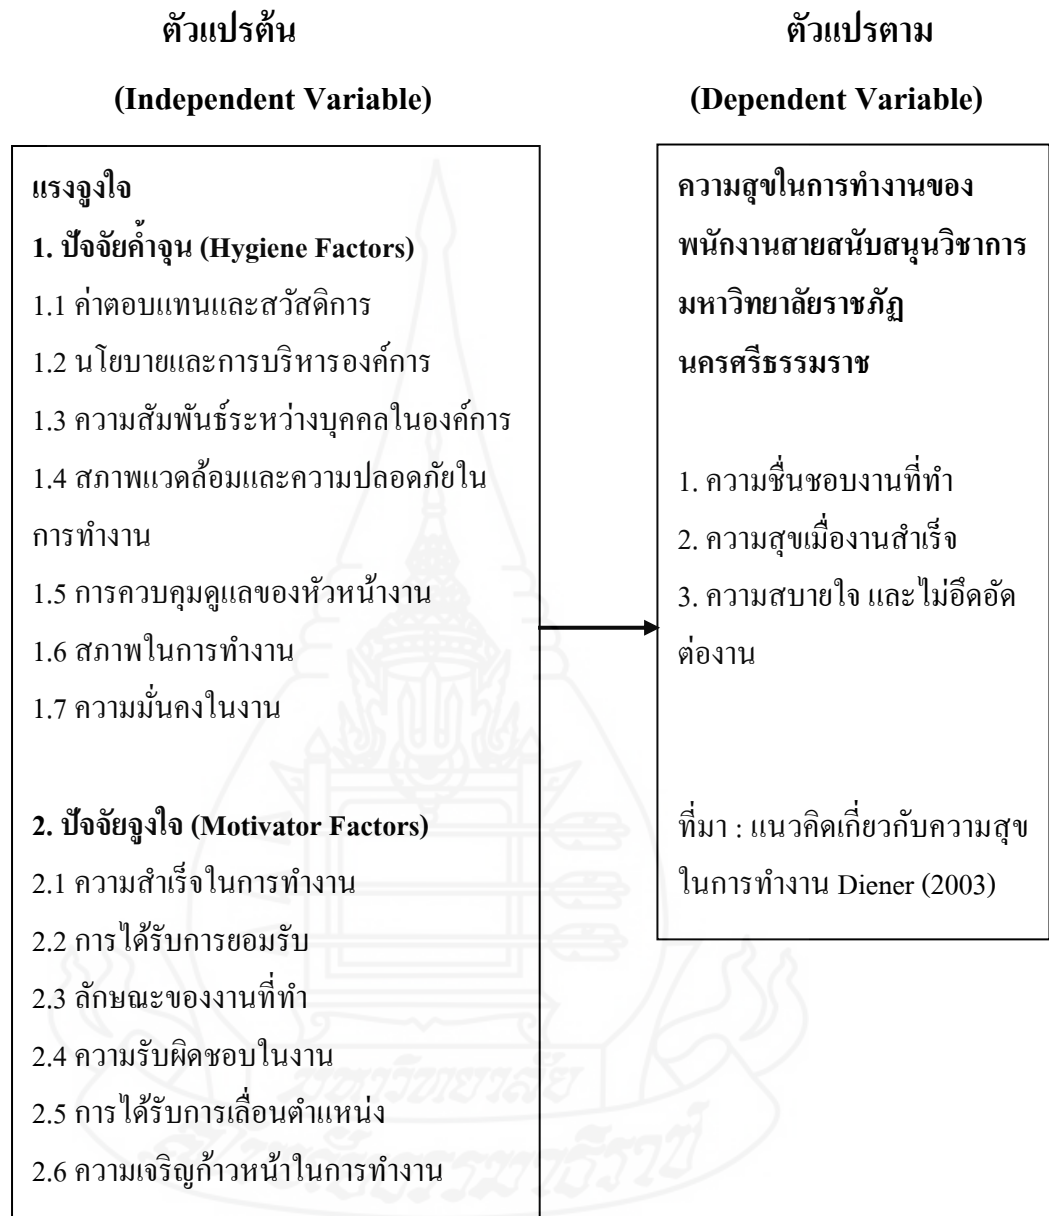 ตัวแปรต้น
(Independent Variable)
แรงจูงใจ
1. ปัจจัยค้ำจุน (Hygiene Factors)
1.1 ค่าตอบแทนและสวัสดิการ
1.2 นโยบายและการบริหารองค์การ
1.3 ความสัมพันธ์ระหว่างบุคคลในองค์การ
1.4 สภาพแวดล้อมและความปลอดภัยใน
การทำงาน
1.5 การควบคุมดูแลของหัวหน้างาน
1.6 สภาพในการทำงาน
1.7 ความมั่นคงในงาน
2. ปัจจัยจูงใจ (Motivator Factors)
2.1 ความสำเร็จในการทำงาน
2.2 การได้รับการยอมรับ
2.3 ลักษณะของงานที่ทำ
2.4 ความรับผิดชอบในงาน
2.5 การได้รับการเลื่อนตำแหน่ง
2.6 ความเจริญก้าวหน้าในการทำงาน
ตัวแปรตาม
(Dependent Variable)
ความสุขในการทำงานของ
พนักงานสายสนับสนุนวิชาการ
มหาวิทยาลัยราชภัฏ
นครศรีธรรมราช
1. ความชื่นชอบงานที่ทำ
2. ความสุขเมื่องานสำเร็จ
3. ความสบายใจ และไม่อึดอัด
ต่องาน
ที่มา : แนวคิดเกี่ยวกับความสุข
ในการทำงาน Diener (2003)
มหาวิทยาลัย
สุโขทัยธรรมาธิราช